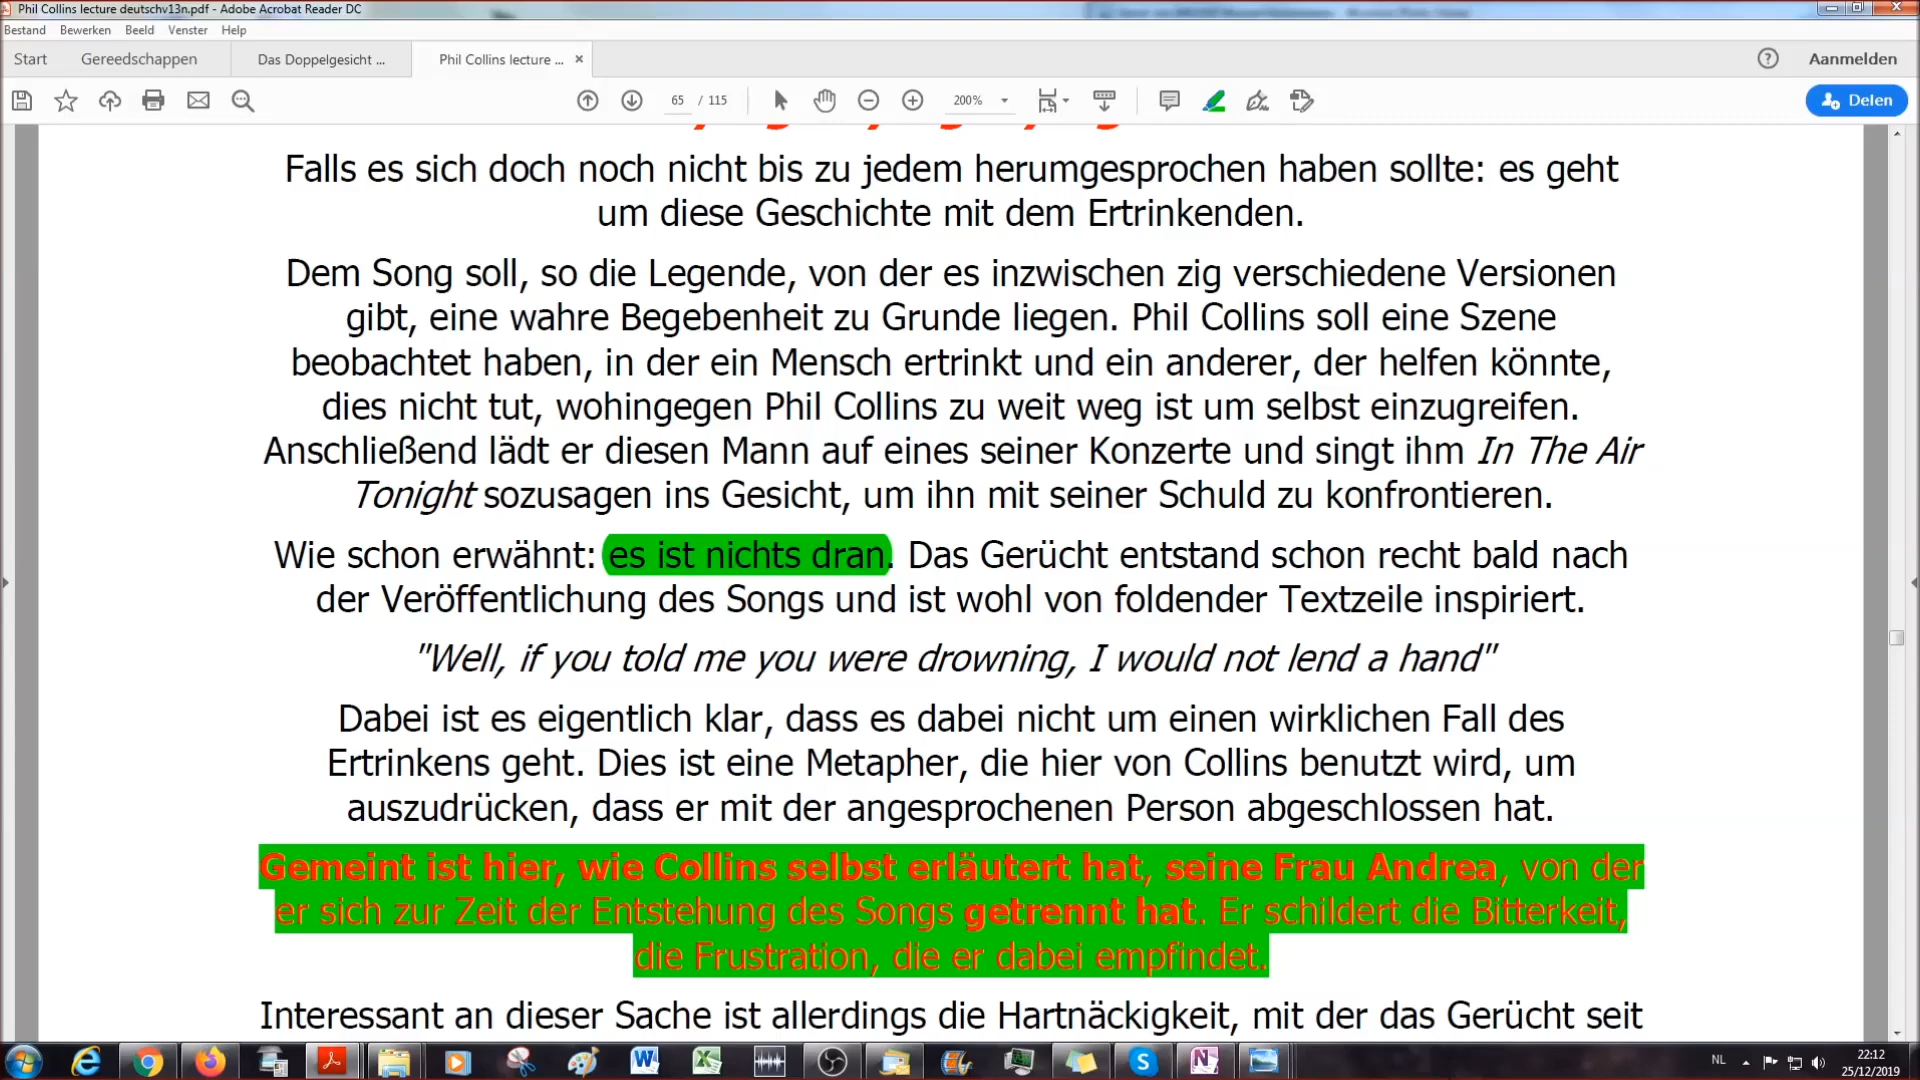 Phil Collins lecture deutschv13n.pdf - Adobe Acrobat Reader DC
Bestand Bewerken Beeld Venster Help
Start Gereedschappen Das Doppelgesicht ... Phil Collins lecture ... × Aanmelden
65 / 115 200% Delen
Falls es sich doch noch nicht bis zu jedem herumgesprochen haben sollte: es geht
um diese Geschichte mit dem Ertrinkenden.
Dem Song soll, so die Legende, von der es inzwischen zig verschiedene Versionen
gibt, eine wahre Begebenheit zu Grunde liegen. Phil Collins soll eine Szene
beobachtet haben, in der ein Mensch ertrinkt und ein anderer, der helfen könnte,
dies nicht tut, wohingegen Phil Collins zu weit weg ist um selbst einzugreifen.
Anschließend lädt er diesen Mann auf eines seiner Konzerte und singt ihm In The Air
Tonight sozusagen ins Gesicht, um ihn mit seiner Schuld zu konfrontieren.
Wie schon erwähnt: es ist nichts dran. Das Gerücht entstand schon recht bald nach
der Veröffentlichung des Songs und ist wohl von foldender Textzeile inspiriert.
"Well, if you told me you were drowning, I would not lend a hand"
Dabei ist es eigentlich klar, dass es dabei nicht um einen wirklichen Fall des
Ertrinkens geht. Dies ist eine Metapher, die hier von Collins benutzt wird, um
auszudrücken, dass er mit der angesprochenen Person abgeschlossen hat.
Gemeint ist hier, wie Collins selbst erläutert hat, seine Frau Andrea, von der
er sich zur Zeit der Entstehung des Songs getrennt hat. Er schildert die Bitterkeit,
die Frustration, die er dabei empfindet.
Interessant an dieser Sache ist allerdings die Hartnäckigkeit, mit der das Gerücht seit
NL 22:12
25/12/2019